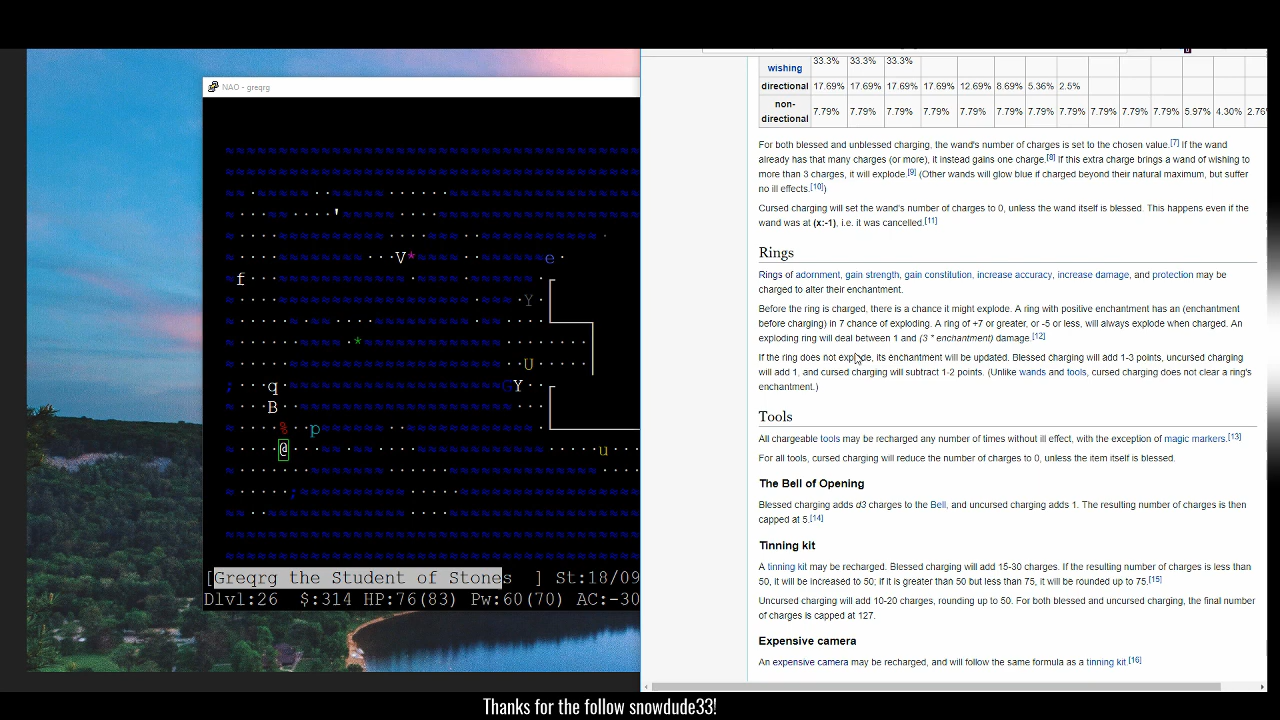 NAO - greqrg
V*
e
f
Y
*
U
; q Y
B
% p
@
u
;
[Greqrg the Student of Stones ] St:18/09
Dlvl:26 $:314 HP:76(83) Pw:60(70) AC:-30
wishing 33.3% 33.3% 33.3%
directional 17.69% 17.69% 17.69% 17.69% 12.69% 8.69% 5.36% 2.5%
non-
directional 7.79% 7.79% 7.79% 7.79% 7.79% 7.79% 7.79% 7.79% 7.79% 7.79% 5.97% 4.30% 2.76
For both blessed and unblessed charging, the wand's number of charges is set to the chosen value.[7] If the wand
already has that many charges (or more), it instead gains one charge.[8] If this extra charge brings a wand of wishing to
more than 3 charges, it will explode.[9] (Other wands will glow blue if charged beyond their natural maximum, but suffer
no ill effects.[10])
Cursed charging will set the wand's number of charges to 0, unless the wand itself is blessed. This happens even if the
wand was at (x:-1), i.e. it was cancelled.[11]
Rings
Rings of adornment, gain strength, gain constitution, increase accuracy, increase damage, and protection may be
charged to alter their enchantment.
Before the ring is charged, there is a chance it might explode. A ring with positive enchantment has an (enchantment
before charging) in 7 chance of exploding. A ring of +7 or greater, or -5 or less, will always explode when charged. An
exploding ring will deal between 1 and (3 * enchantment) damage.[12]
If the ring does not explode, its enchantment will be updated. Blessed charging will add 1-3 points, uncursed charging
will add 1, and cursed charging will subtract 1-2 points. (Unlike wands and tools, cursed charging does not clear a ring's
enchantment.)
Tools
All chargeable tools may be recharged any number of times without ill effect, with the exception of magic markers.[13]
For all tools, cursed charging will reduce the number of charges to 0, unless the item itself is blessed.
The Bell of Opening
Blessed charging adds d3 charges to the Bell, and uncursed charging adds 1. The resulting number of charges is then
capped at 5.[14]
Tinning kit
A tinning kit may be recharged. Blessed charging will add 15-30 charges. If the resulting number of charges is less than
50, it will be increased to 50; if it is greater than 50 but less than 75, it will be rounded up to 75.[15]
Uncursed charging will add 10-20 charges, rounding up to 50. For both blessed and uncursed charging, the final number
of charges is capped at 127.
Expensive camera
An expensive camera may be recharged, and will follow the same formula as a tinning kit.[16]
Thanks for the follow snowdude33!